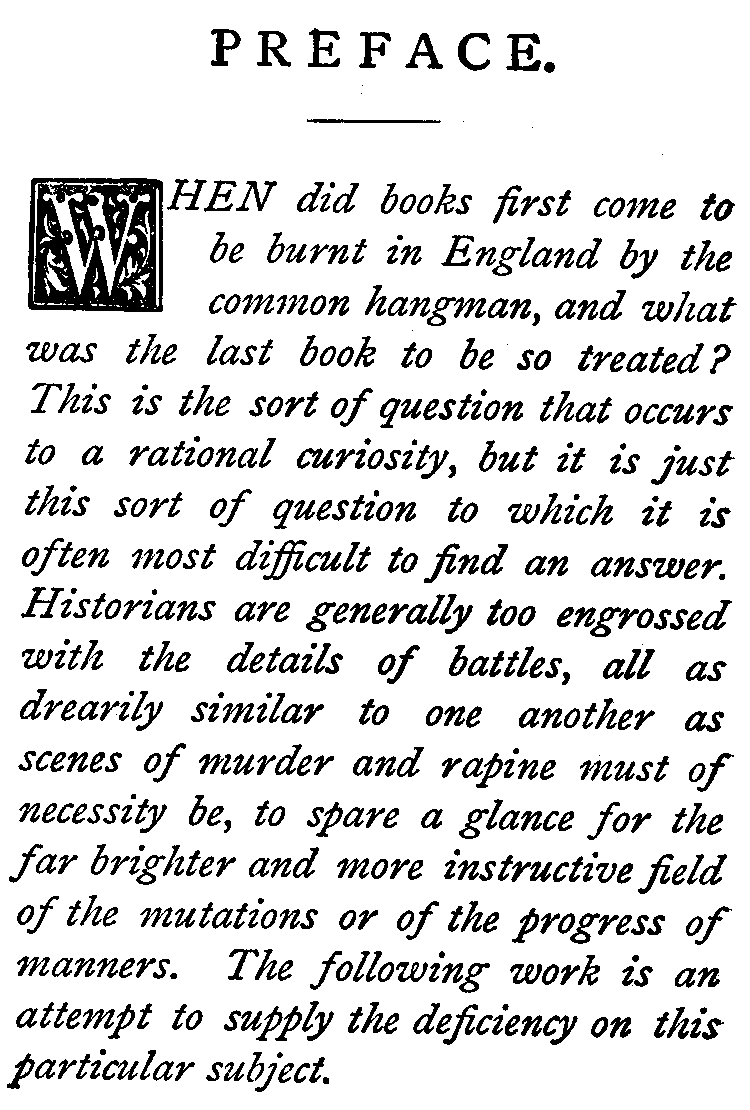 PREFACE.
WHEN did books first come to
be burnt in England by the
common hangman, and what
was the last book to be so treated?
This is the sort of question that occurs
to a rational curiosity, but it is just
this sort of question to which it is
often most difficult to find an answer.
Historians are generally too engrossed
with the details of battles, all as
drearily similar to one another as
scenes of murder and rapine must of
necessity be, to spare a glance for the
far brighter and more instructive field
of the mutations or of the progress of
manners. The following work is an
attempt to supply the deficiency on this
particular subject.